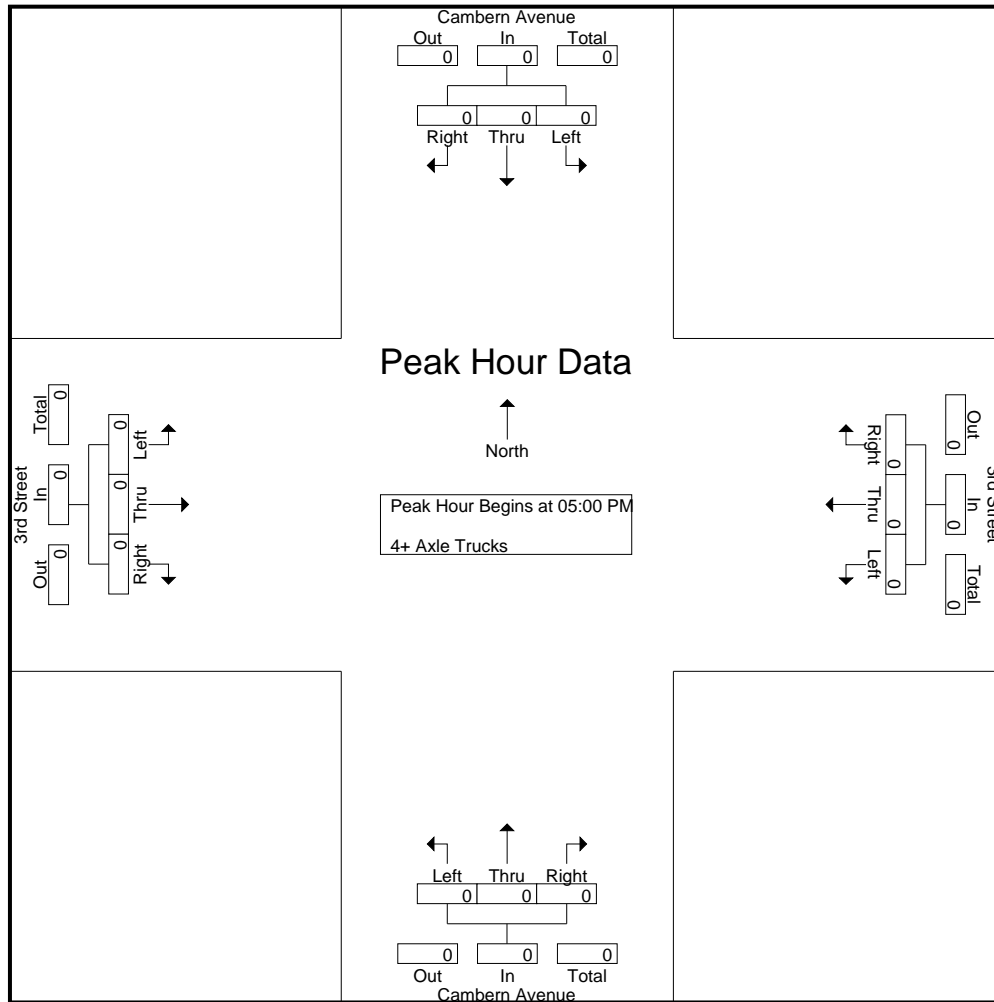 Cambern Avenue
Out In Total
0 0 0
0 0 0
Right Thru Left
Peak Hour Data
North
Peak Hour Begins at 05:00 PM
4+ Axle Trucks
3rd Street
Out In Total
0 0 0
0 0 0
Right Thru Left
3rd Street
Out In Total
0 0 0
0 0 0
Right Thru Left
Left Thru Right
0 0 0
0 0 0
Out In Total
Cambern Avenue